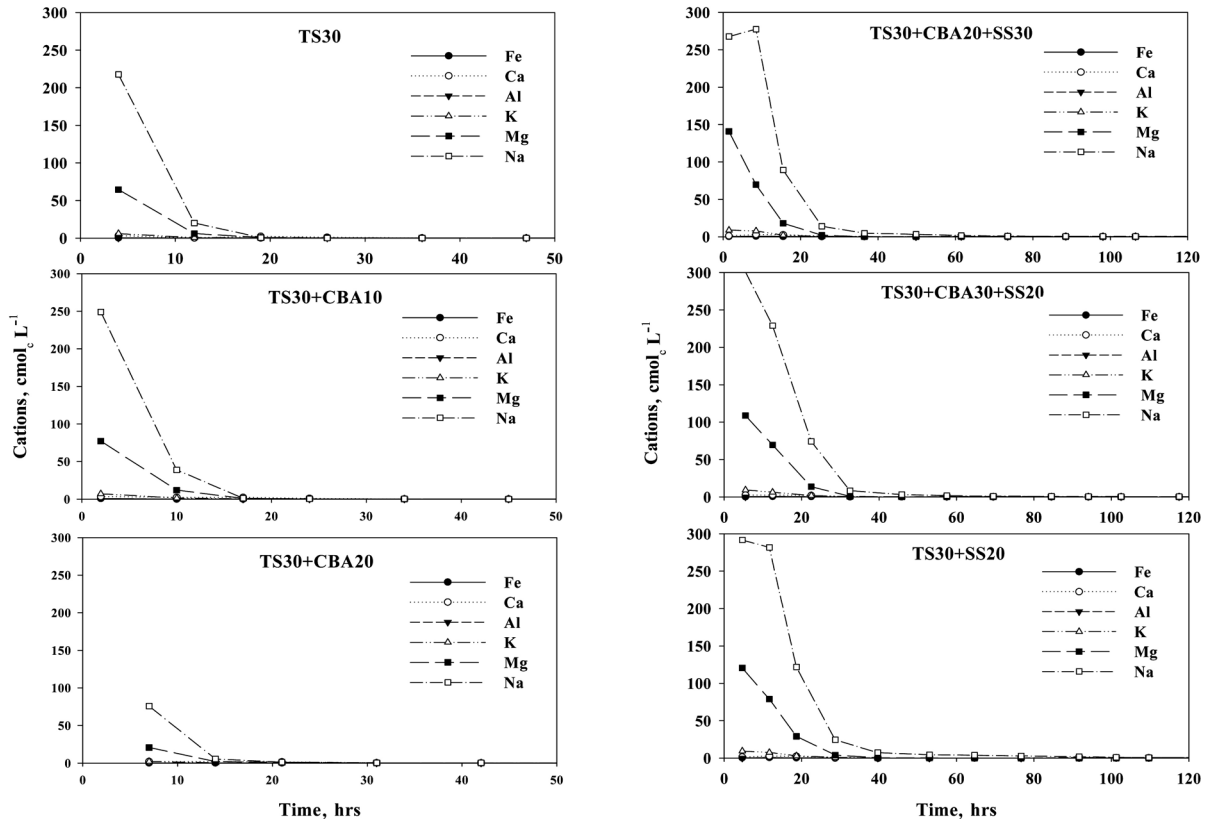 TS30
300
250
200
150
100
50
0
0
10
20
30
40
50
Fe
Ca
Al
K
Mg
Na
TS30+CBA10
300
250
200
150
100
50
0
0
10
20
30
40
50
Fe
Ca
Al
K
Mg
Na
TS30+CBA20
300
250
200
150
100
50
0
0
10
20
30
40
50
Fe
Ca
Al
K
Mg
Na
Cations, cmolc L-1
Time, hrs
TS30+CBA20+SS30
300
250
200
150
100
50
0
0
20
40
60
80
100
120
Fe
Ca
Al
K
Mg
Na
TS30+CBA30+SS20
300
250
200
150
100
50
0
0
20
40
60
80
100
120
Fe
Ca
Al
K
Mg
Na
TS30+SS20
300
250
200
150
100
50
0
0
20
40
60
80
100
120
Fe
Ca
Al
K
Mg
Na
Cations, cmolc L-1
Time, hrs